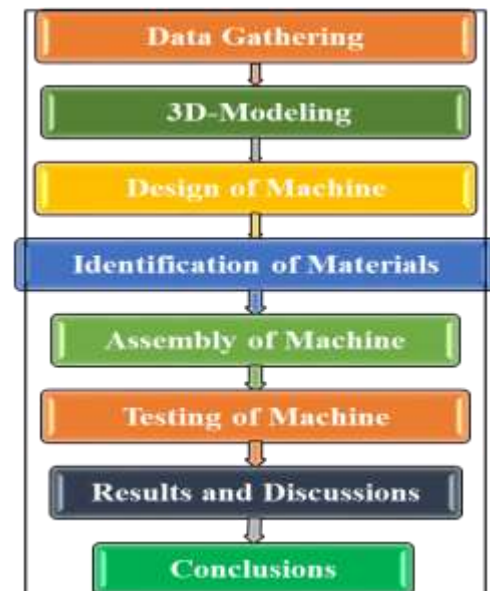 Data Gathering
3D-Modeling
Design of Machine
Identification of Materials
Assembly of Machine
Testing of Machine
Results and Discussions
Conclusions